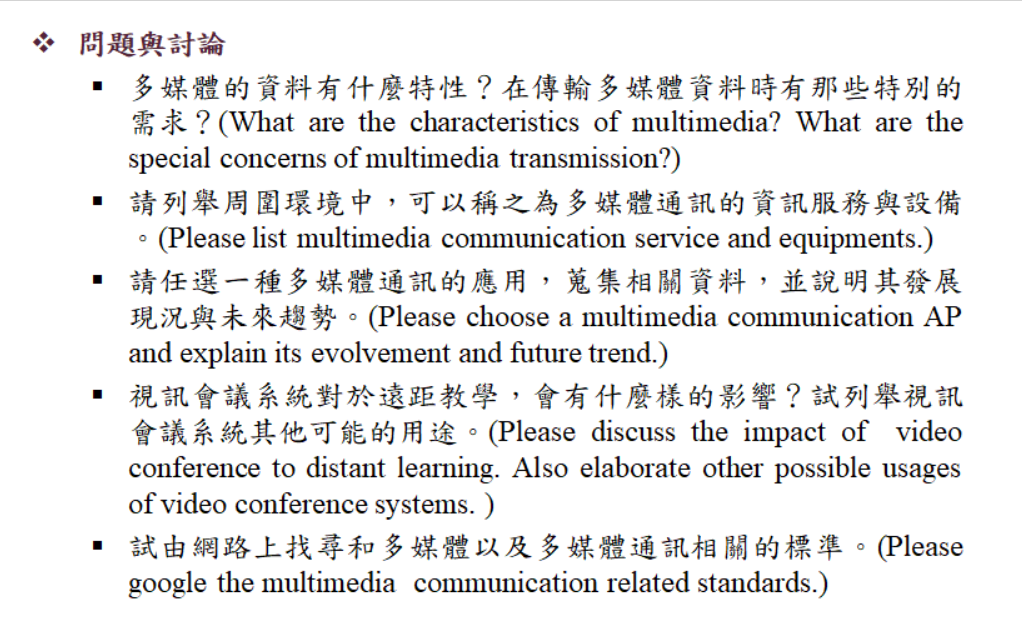 ❖ 問題與討論
▪ 多媒體的資料有什麼特性？在傳輸多媒體資料時有那些特別的
需求？(What are the characteristics of multimedia? What are the
special concerns of multimedia transmission?)
▪ 請列舉周圍環境中，可以稱之為多媒體通訊的資訊服務與設備
。(Please list multimedia communication service and equipments.)
▪ 請任選一種多媒體通訊的應用，蒐集相關資料，並說明其發展
現況與未來趨勢。(Please choose a multimedia communication AP
and explain its evolvement and future trend.)
▪ 視訊會議系統對於遠距教學，會有什麼樣的影響？試列舉視訊
會議系統其他可能的用途。(Please discuss the impact of video
conference to distant learning. Also elaborate other possible usages
of video conference systems. )
▪ 試由網路上找尋和多媒體以及多媒體通訊相關的標準。(Please
google the multimedia communication related standards.)